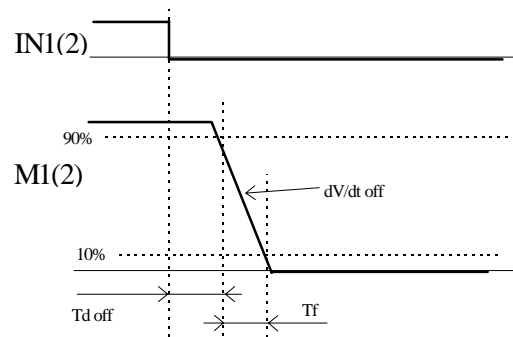 IN1(2)
90%
M1(2)
dV/dt off
10%
Td off
Tf